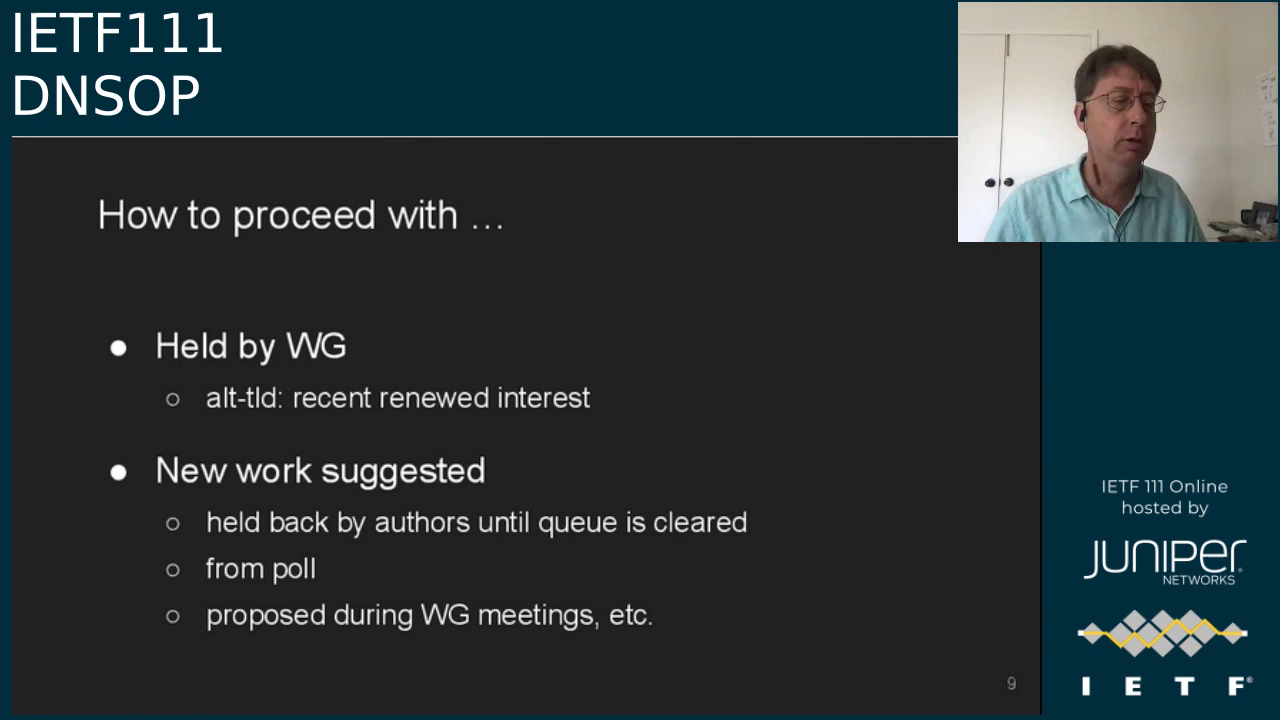 IETF111
DNSOP
How to proceed with …
● Held by WG
○ alt-tld: recent renewed interest
● New work suggested
○ held back by authors until queue is cleared
○ from poll
○ proposed during WG meetings, etc.
9
IETF 111 Online
hosted by
JUNIPER
NETWORKS
I E T F®